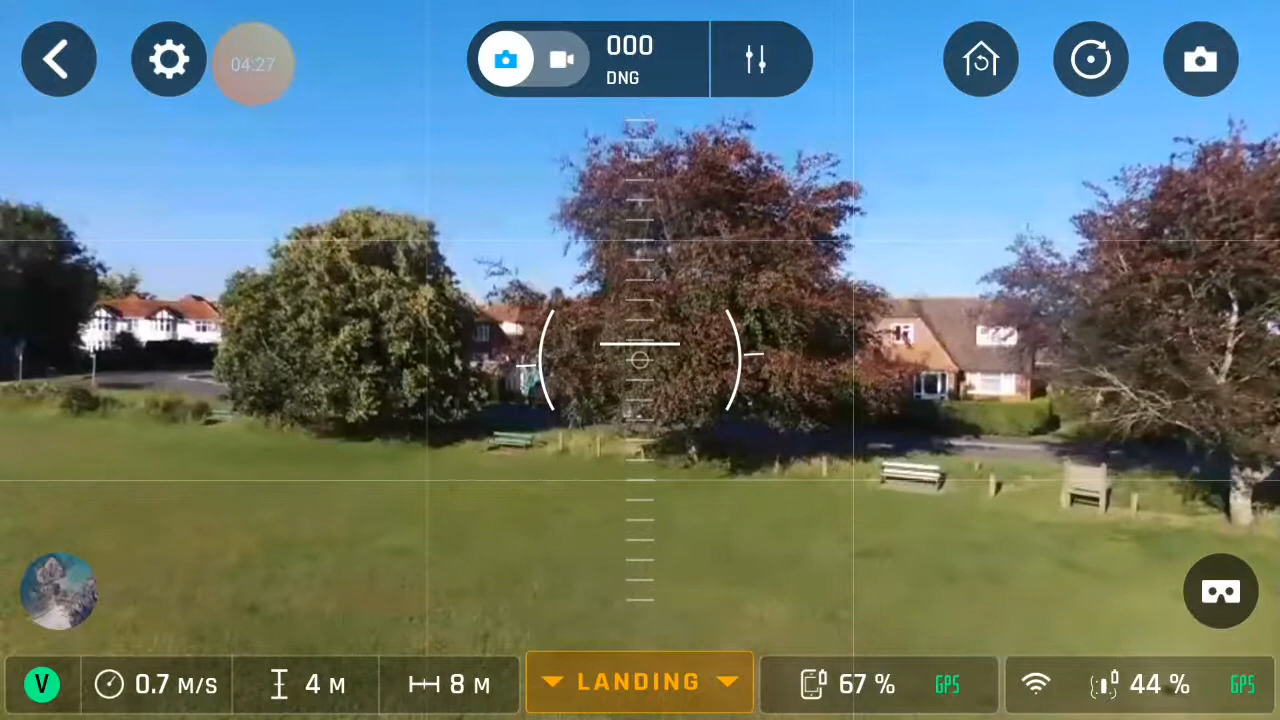 04:27
000
DNG
V
0.7 M/S
4 M
8 M
LANDING
67 %
GPS
44 %
GPS